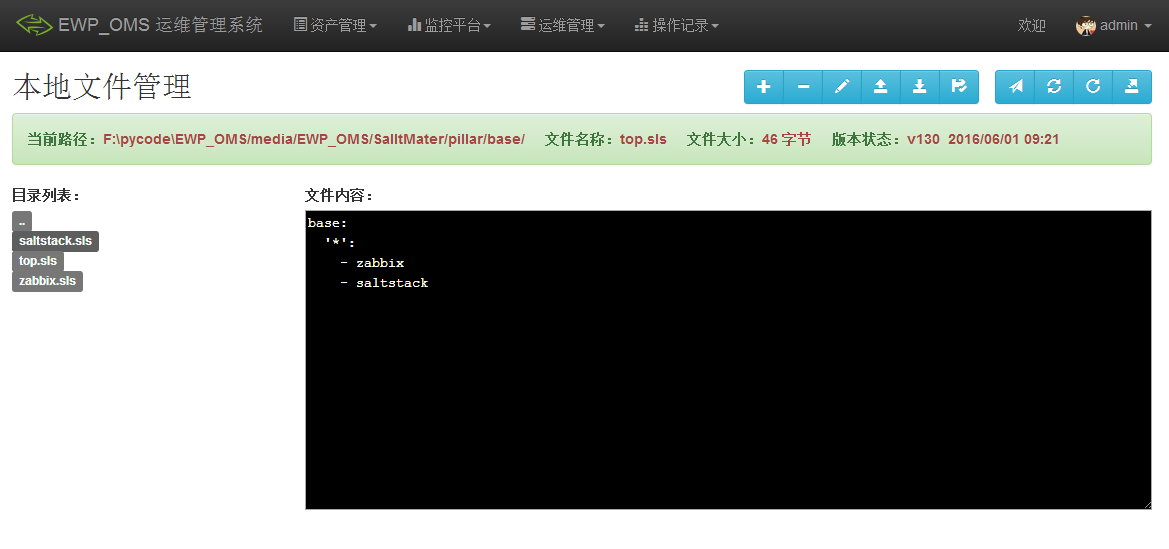 EWP_OMS 运维管理系统 资产管理 监控平台 运维管理 操作记录 欢迎 admin
本地文件管理
当前路径：F:\pycode\EWP_OMS/media/EWP_OMS/SalltMater/pillar/base/ 文件名称：top.sls 文件大小：46 字节 版本状态：v130 2016/06/01 09:21
目录列表：
..
saltstack.sls
top.sls
zabbix.sls
文件内容：
base:
  '*':
    - zabbix
    - saltstack